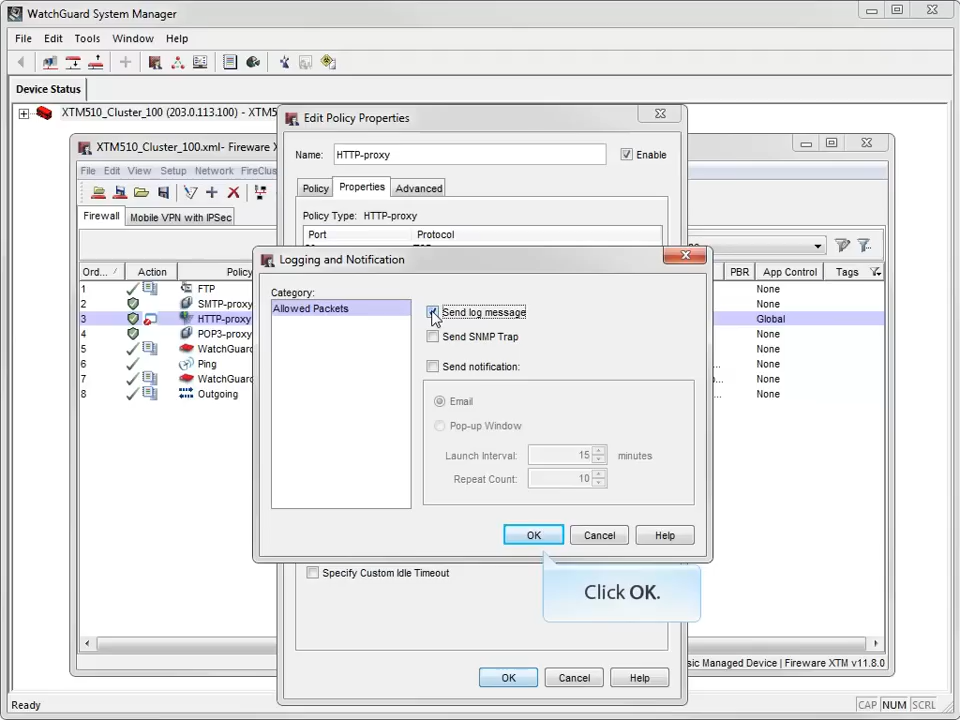 WatchGuard System Manager
File Edit Tools Window Help
Device Status
XTM510_Cluster_100 (203.0.113.100) - XTM5
Edit Policy Properties
Name: HTTP-proxy Enable
XTM510_Cluster_100.xml- Fireware X
File Edit View Setup Network FireClus
Policy Properties Advanced
Firewall Mobile VPN with IPSec
Policy Type: HTTP-proxy
Port Protocol
Logging and Notification
Ord... Action Policy PBR App Control Tags
1 FTP None
2 SMTP-proxy None
3 HTTP-proxy Global
4 POP3-proxy None
5 WatchGuard None
6 Ping None
7 WatchGuard None
8 Outgoing None
Category:
Allowed Packets
Send log message
Send SNMP Trap
Send notification:
Email
Pop-up Window
Launch Interval: 15 minutes
Repeat Count: 10
OK Cancel Help
Specify Custom Idle Timeout
Click OK.
sic Managed Device | Fireware XTM v11.8.0
OK Cancel Help
Ready CAP NUM SCRL